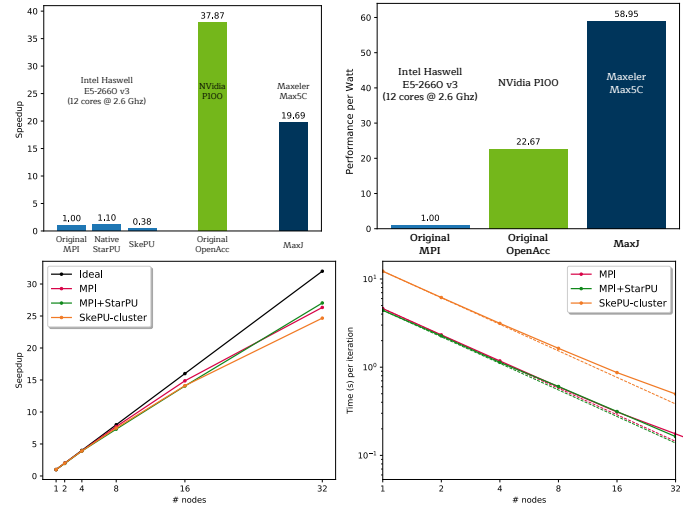 Speedup
40
35
30
25
20
15
10
5
0
37.87
Intel Haswell
E5-2660 v3
(12 cores @ 2.6 Ghz)
NVidia
P100
Maxeler
Max5C
19.69
1.00
1.10
0.38
Original
MPI
Native
StarPU
SkePU
Original
OpenAcc
MaxJ
Performance per Watt
60
50
40
30
20
10
0
58.95
Intel Haswell
E5-2660 v3
(12 cores @ 2.6 Ghz)
NVidia P100
Maxeler
Max5C
22.67
1.00
Original
MPI
Original
OpenAcc
MaxJ
Seepdup
30
25
20
15
10
5
0
Ideal
MPI
MPI+StarPU
SkePU-cluster
1 2 4 8 16 32
# nodes
Time (s) per iteration
10¹
10⁰
10⁻¹
MPI
MPI+StarPU
SkePU-cluster
1 2 4 8 16 32
# nodes